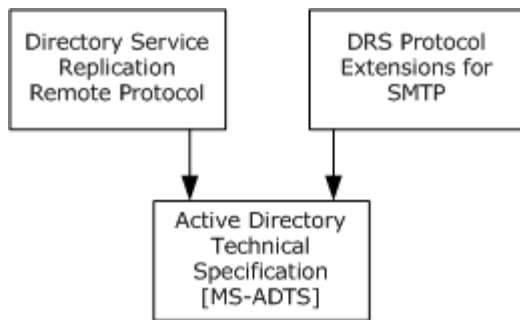 Directory Service
Replication
Remote Protocol
DRS Protocol
Extensions for
SMTP
Active Directory
Technical
Specification
[MS-ADTS]